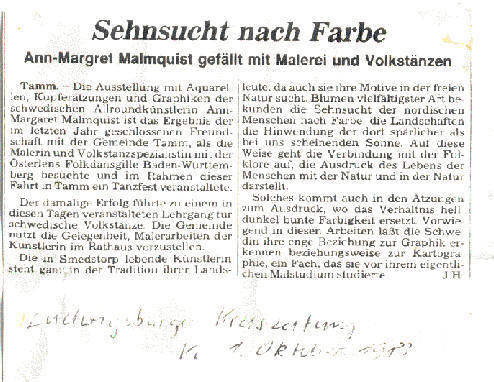 Sehnsucht nach Farbe
Ann-Margret Malmquist gefällt mit Malerei und Volkstänzen
Tamm. – Die Ausstellung mit Aquarel-
len, Kupferätzungen und Graphiken der
schwedischen Allroundkünstlerin Ann-
Margaret Malmquist ist das Ergebnis der
im letzten Jahr geschlossenen Freund-
schaft mit der Gemeinde Tamm, als die
Malerin und Volkstanzspezialistin mit der
Österlens Folkdansgille Baden-Württem-
berg besuchte und im Rahmen dieser
Fahrt in Tamm ein Tanzfest veranstaltete.
Der damalige Erfolg führte zu einem in
diesen Tagen veranstalteten Lehrgang für
schwedische Volkstänze. Die Gemeinde
nutzt die Gelegenheit, Malerarbeiten der
Künstlerin im Rathaus vorzustellen.
Die in Smedstorp lebende Künstlerin
steht ganz in der Tradition ihrer Lands-
leute, da auch sie ihre Motive in der freien
Natur sucht. Blumen vielfältigster Art be-
kunden die Sehnsucht der nordischen
Menschen nach Farbe, die Landschaften
die Hinwendung der dort spärlicher als
bei uns scheinenden Sonne. Auf diese
Weise geht die Verbindung mit der Fol-
klore auf, die Ausdruck des Lebens der
Menschen mit der Natur und in der Natur
darstellt.
Solches kommt auch in den Ätzungen
zum Ausdruck, wo das Verhältnis hell-
dunkel bunte Farbigkeit ersetzt. Vorwie-
gend in dieser Arbeiten läßt die Schwe-
din ihre enge Beziehung zur Graphik er-
kennen beziehungsweise zur Kartogra-
phie, ein Fach, das sie vor ihrem eigentli-
chen Malstudium studierte. J.H.
Ludwigsburger Kreiszeitung
1. Oktober